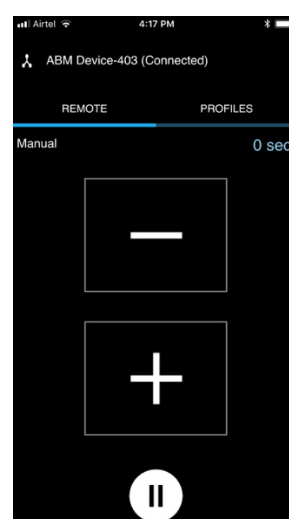 Airtel 4:17 PM
ABM Device-403 (Connected)
REMOTE PROFILES
Manual 0 sec